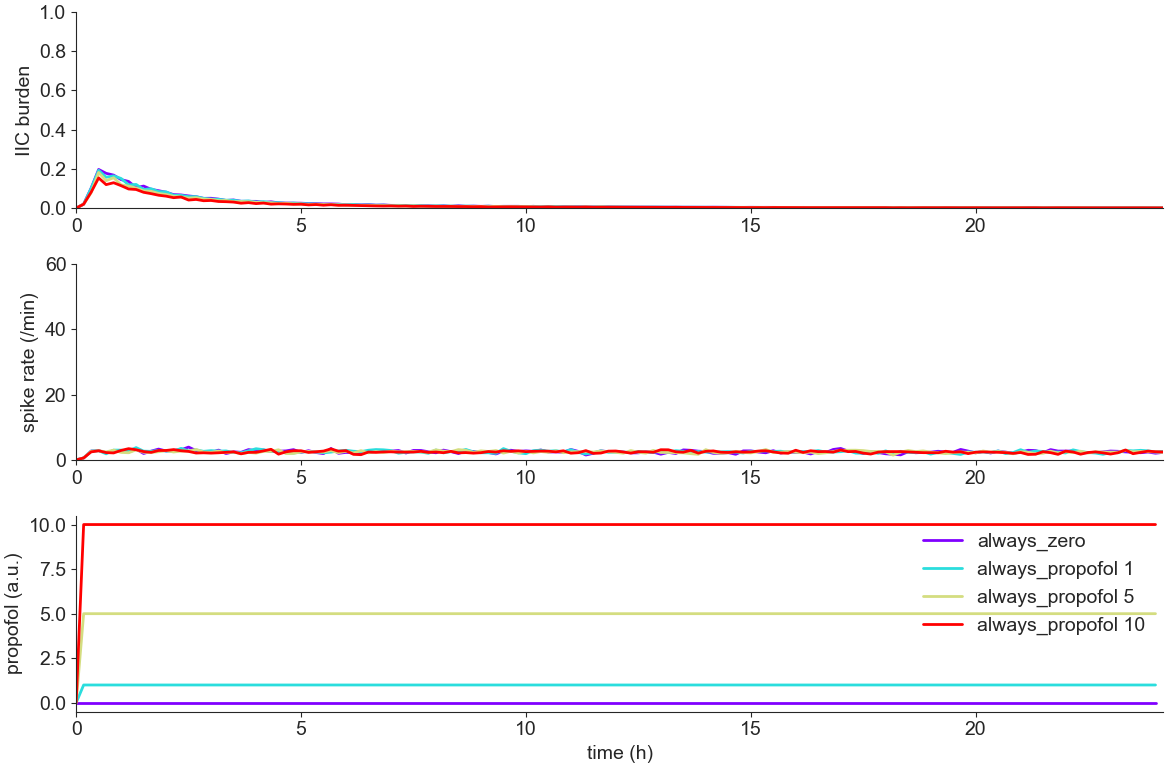 1.0
0.8
0.6
0.4
0.2
0.0
IIC burden
0 5 10 15 20
60
40
20
0
spike rate (/min)
0 5 10 15 20
10.0
7.5
5.0
2.5
0.0
propofol (a.u.)
always_zero
always_propofol 1
always_propofol 5
always_propofol 10
0 5 10 15 20
time (h)